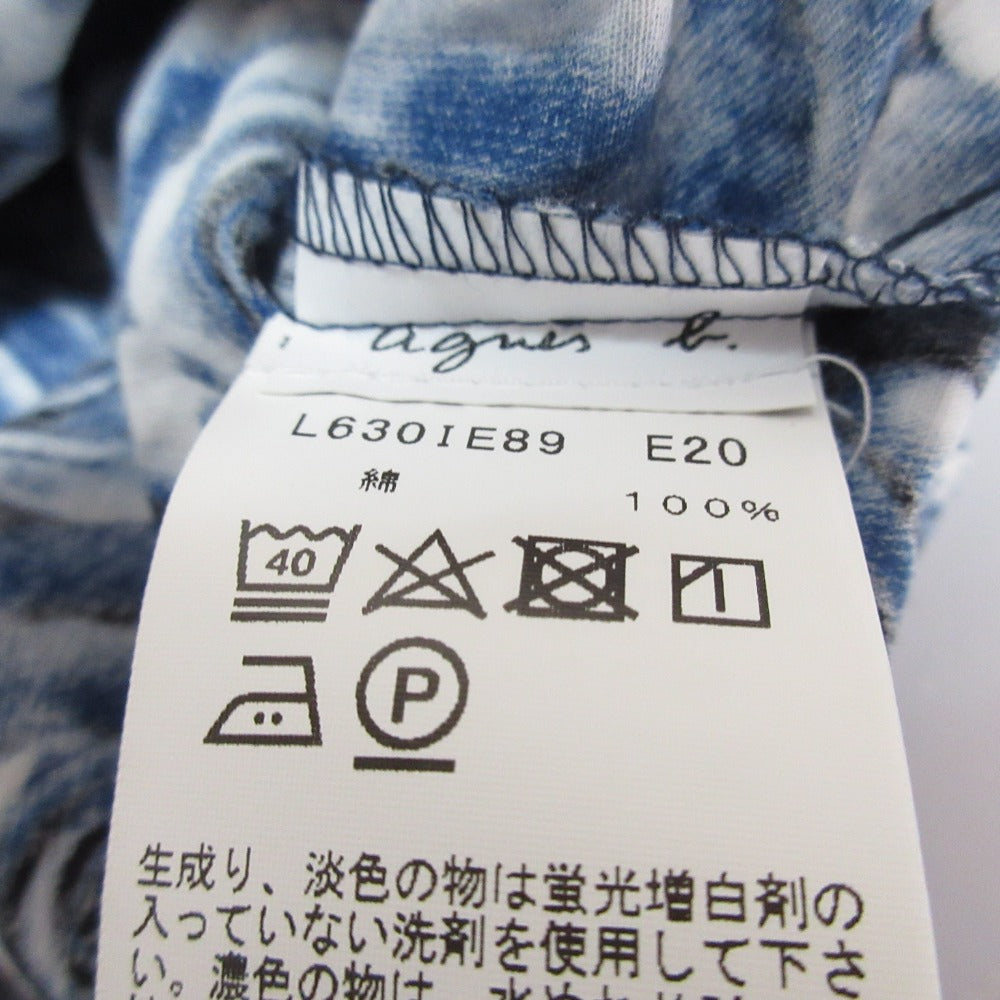 agnès b.
L630IE89 E20
綿 100%
40
P
生成り、淡色の物は蛍光増白剤の
入っていない洗剤を使用して下さ
い。濃色の物は、水や